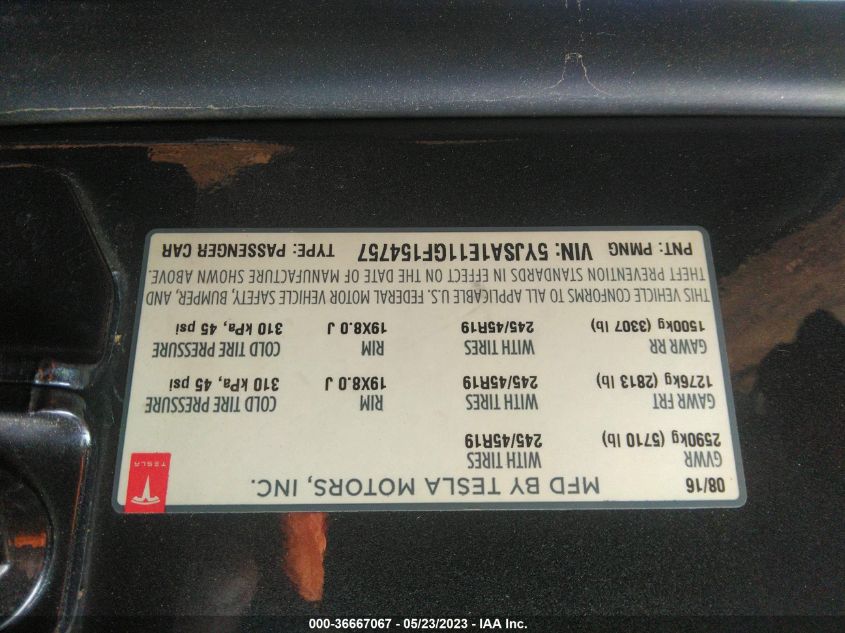 08/16 MFD BY TESLA MOTORS, INC.
TESLA
GVWR WITH TIRES
2590kg (5710 lb) 245/45R19
GAWR FRT WITH TIRES RIM COLD TIRE PRESSURE
1276kg (2813 lb) 245/45R19 19X8.0 J 310 kPa, 45 psi
GAWR RR WITH TIRES RIM COLD TIRE PRESSURE
1500kg (3307 lb) 245/45R19 19X8.0 J 310 kPa, 45 psi
THIS VEHICLE CONFORMS TO ALL APPLICABLE U.S. FEDERAL MOTOR VEHICLE SAFETY, BUMPER, AND
THEFT PREVENTION STANDARDS IN EFFECT ON THE DATE OF MANUFACTURE SHOWN ABOVE.
PNT: PMNG VIN: 5YJSA1E11GF154757 TYPE: PASSENGER CAR
000-36667067 - 05/23/2023 - IAA Inc.